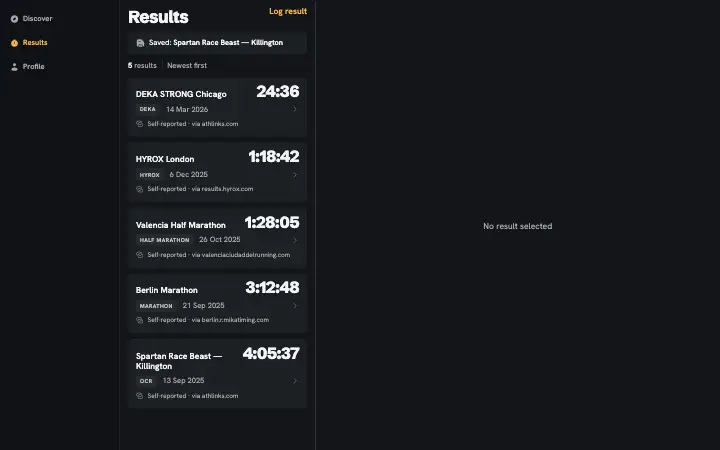 Discover
Results
Profile
Results
Log result
Saved: Spartan Race Beast — Killington
5 results
Newest first
DEKA STRONG Chicago
24:36
DEKA
14 Mar 2026
Self-reported · via athlinks.com
HYROX London
1:18:42
HYROX
6 Dec 2025
Self-reported · via results.hyrox.com
Valencia Half Marathon
1:28:05
HALF MARATHON
26 Oct 2025
Self-reported · via valenciaciudaddelrunning.com
Berlin Marathon
3:12:48
MARATHON
21 Sep 2025
Self-reported · via berlin.r.mikatiming.com
Spartan Race Beast —
Killington
4:05:37
OCR
13 Sep 2025
Self-reported · via athlinks.com
No result selected